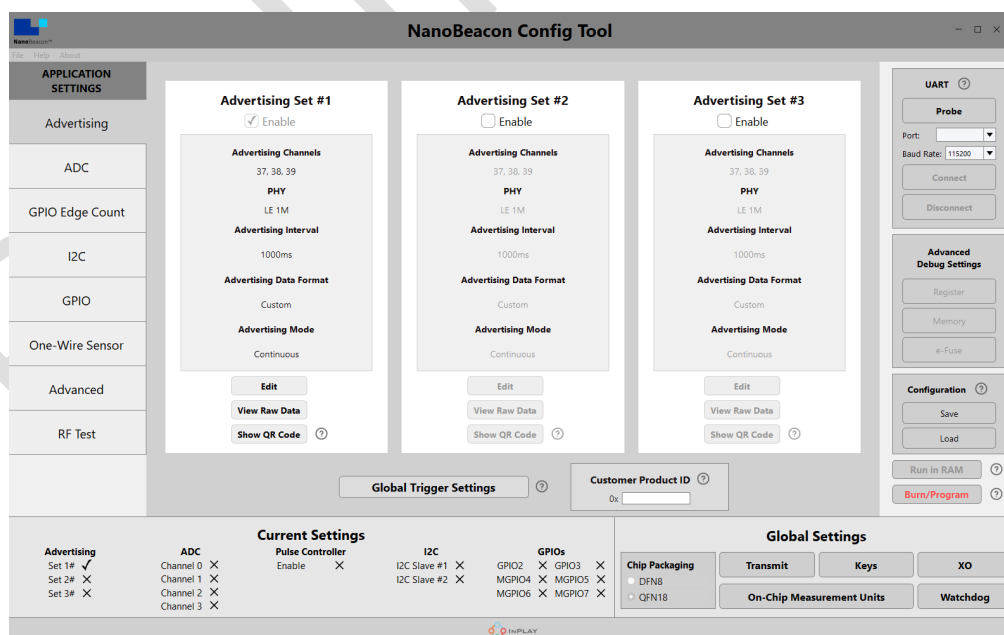 NanoBeacon™
NanoBeacon Config Tool
File Help About
APPLICATION
SETTINGS
Advertising
ADC
GPIO Edge Count
I2C
GPIO
One-Wire Sensor
Advanced
RF Test
Advertising Set #1
Enable
Advertising Channels
37, 38, 39
PHY
LE 1M
Advertising Interval
1000ms
Advertising Data Format
Custom
Advertising Mode
Continuous
Edit
View Raw Data
Show QR Code ?
Advertising Set #2
Enable
Advertising Channels
37, 38, 39
PHY
LE 1M
Advertising Interval
1000ms
Advertising Data Format
Custom
Advertising Mode
Continuous
Edit
View Raw Data
Show QR Code ?
Advertising Set #3
Enable
Advertising Channels
37, 38, 39
PHY
LE 1M
Advertising Interval
1000ms
Advertising Data Format
Custom
Advertising Mode
Continuous
Edit
View Raw Data
Show QR Code ?
Global Trigger Settings ?
Customer Product ID ?
0x
UART ?
Probe
Port:
Baud Rate: 115200
Connect
Disconnect
Advanced
Debug Settings
Register
Memory
e-Fuse
Configuration ?
Save
Load
Run in RAM ?
Burn/Program ?
Current Settings
Advertising
Set 1#
Set 2#
Set 3#
ADC
Channel 0
Channel 1
Channel 2
Channel 3
Pulse Controller
Enable
I2C
I2C Slave #1
I2C Slave #2
GPIOs
GPIO2 GPIO3
MGPIO4 MGPIO5
MGPIO6 MGPIO7
Global Settings
Chip Packaging
DFN8
QFN18
Transmit
Keys
XO
On-Chip Measurement Units
Watchdog
INPLAY